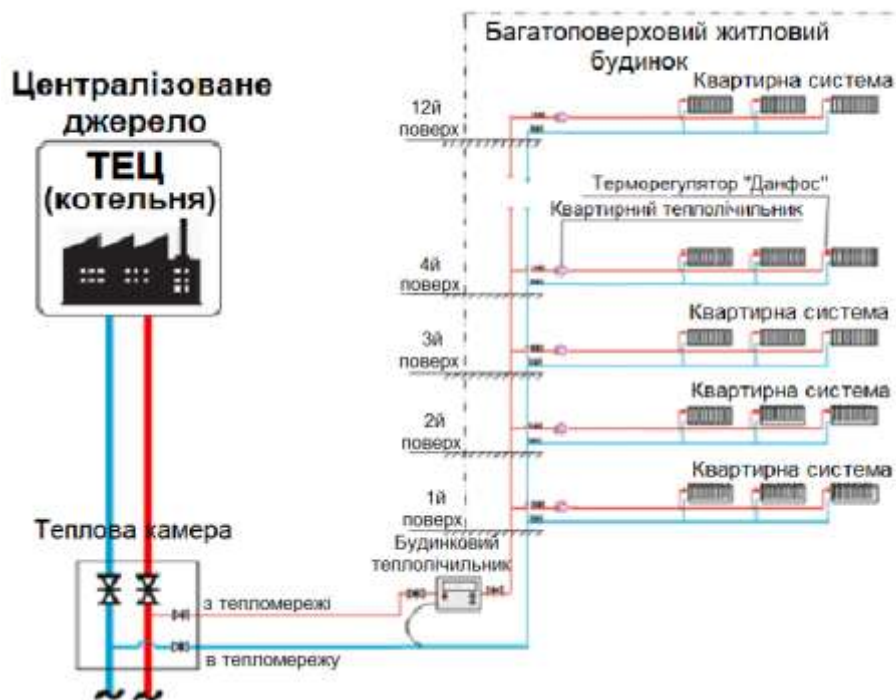 Багатоповерховий житловий
будинок
Централізоване
джерело
ТЕЦ
(котельня)
Квартирна система
12й
поверх
Терморегулятор "Данфос"
Квартирний теплолічильник
4й
поверх
Квартирна система
3й
поверх
Квартирна система
2й
поверх
Квартирна система
1й
поверх
Теплова камера
Будинковий
теплолічильник
з тепломережі
в тепломережу